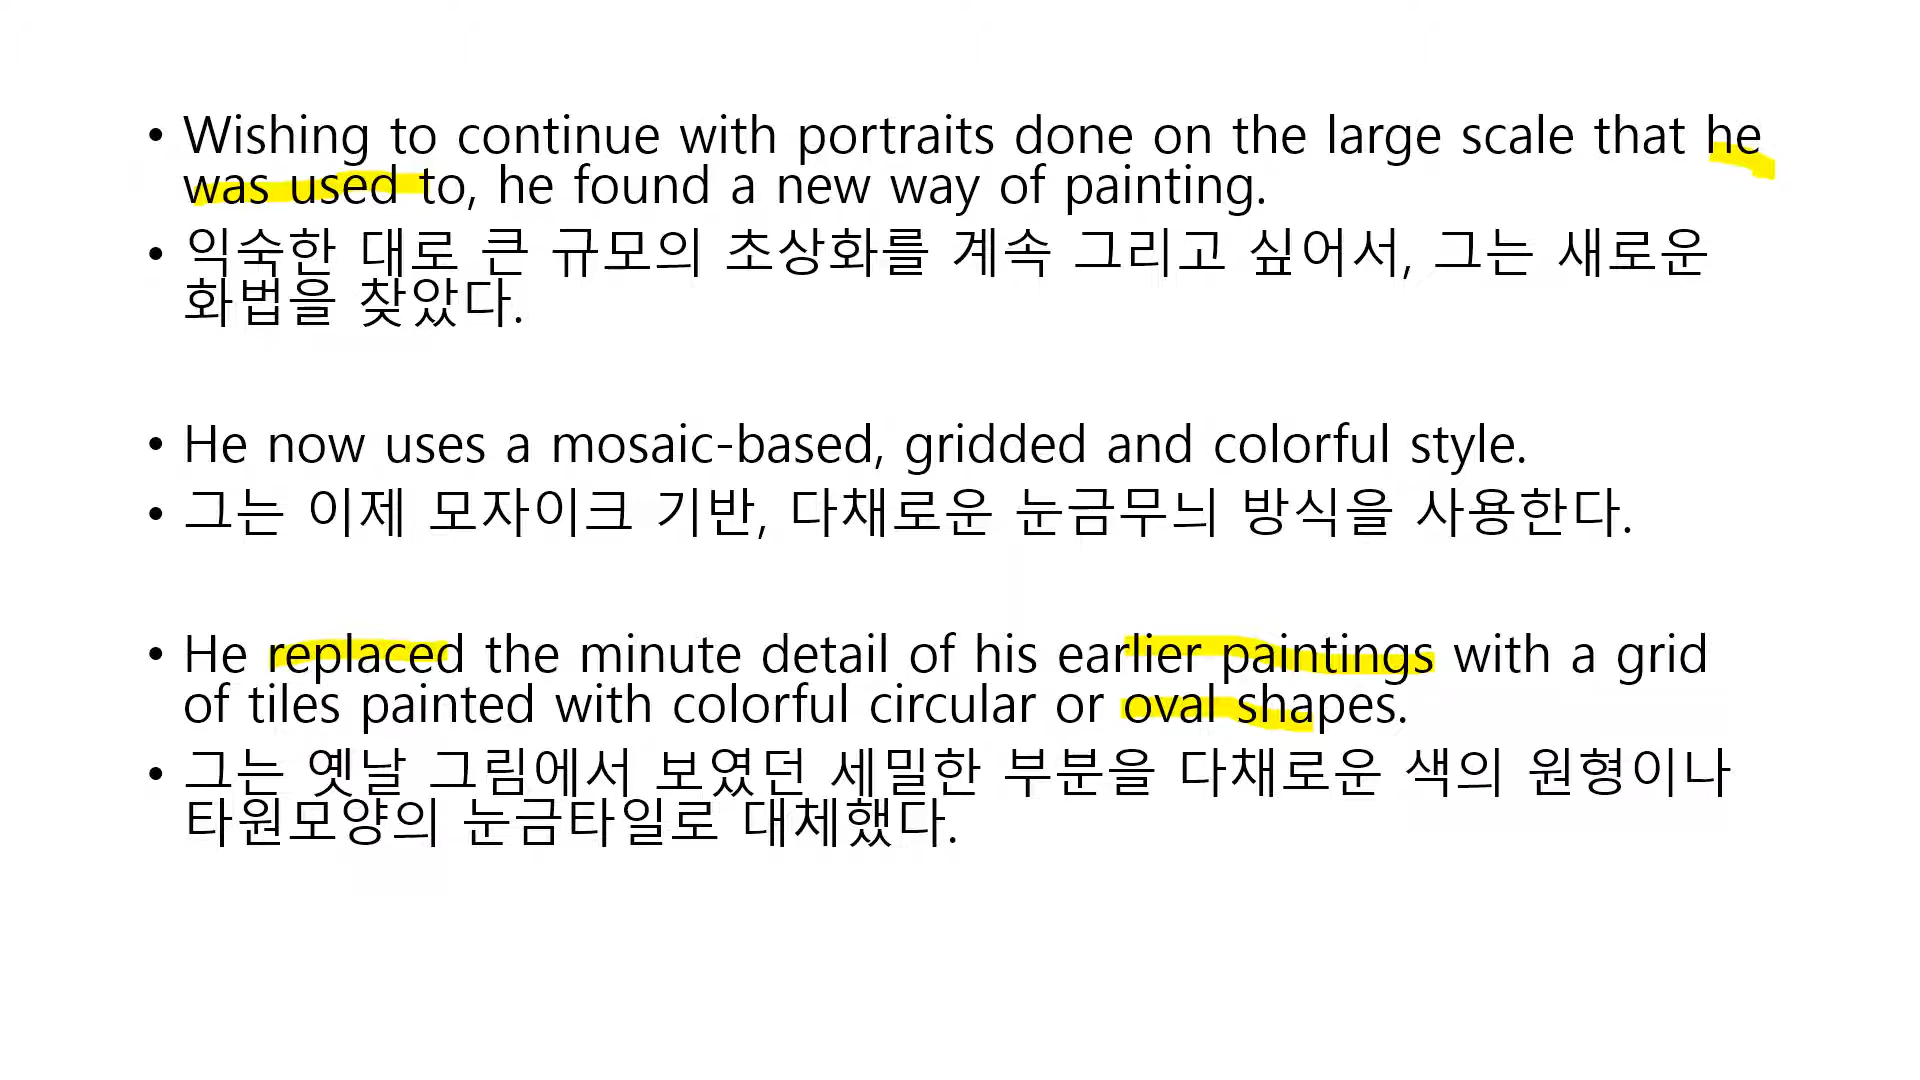 • Wishing to continue with portraits done on the large scale that he
was used to, he found a new way of painting.
• 익숙한 대로 큰 규모의 초상화를 계속 그리고 싶어서, 그는 새로운
화법을 찾았다.
• He now uses a mosaic-based, gridded and colorful style.
• 그는 이제 모자이크 기반, 다채로운 눈금무늬 방식을 사용한다.
• He replaced the minute detail of his earlier paintings with a grid
of tiles painted with colorful circular or oval shapes.
• 그는 옛날 그림에서 보였던 세밀한 부분을 다채로운 색의 원형이나
타원모양의 눈금타일로 대체했다.